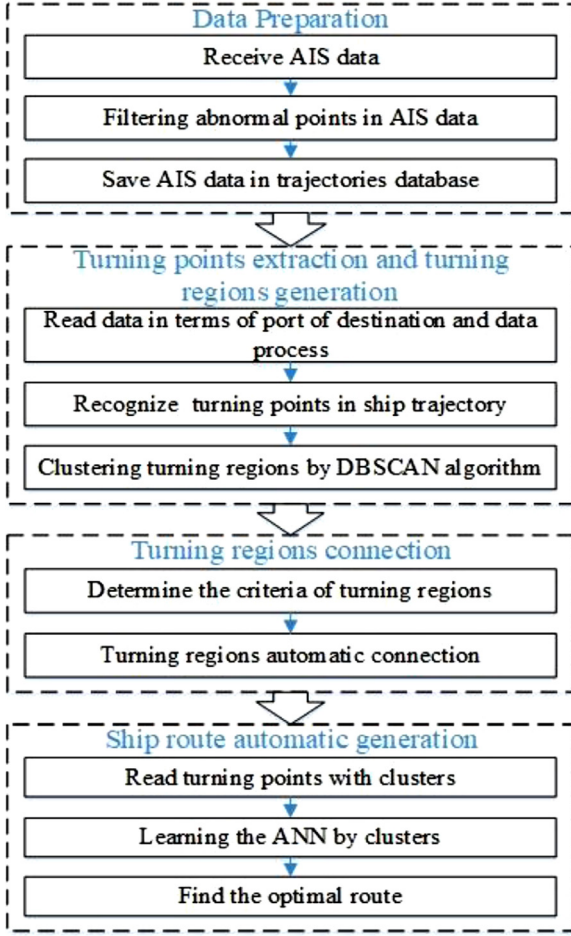 Data Preparation
Receive AIS data
Filtering abnormal points in AIS data
Save AIS data in trajectories database
Turning points extraction and turning
regions generation
Read data in terms of port of destination and data
process
Recognize turning points in ship trajectory
Clustering turning regions by DBSCAN algorithm
Turning regions connection
Determine the criteria of turning regions
Turning regions automatic connection
Ship route automatic generation
Read turning points with clusters
Learning the ANN by clusters
Find the optimal route